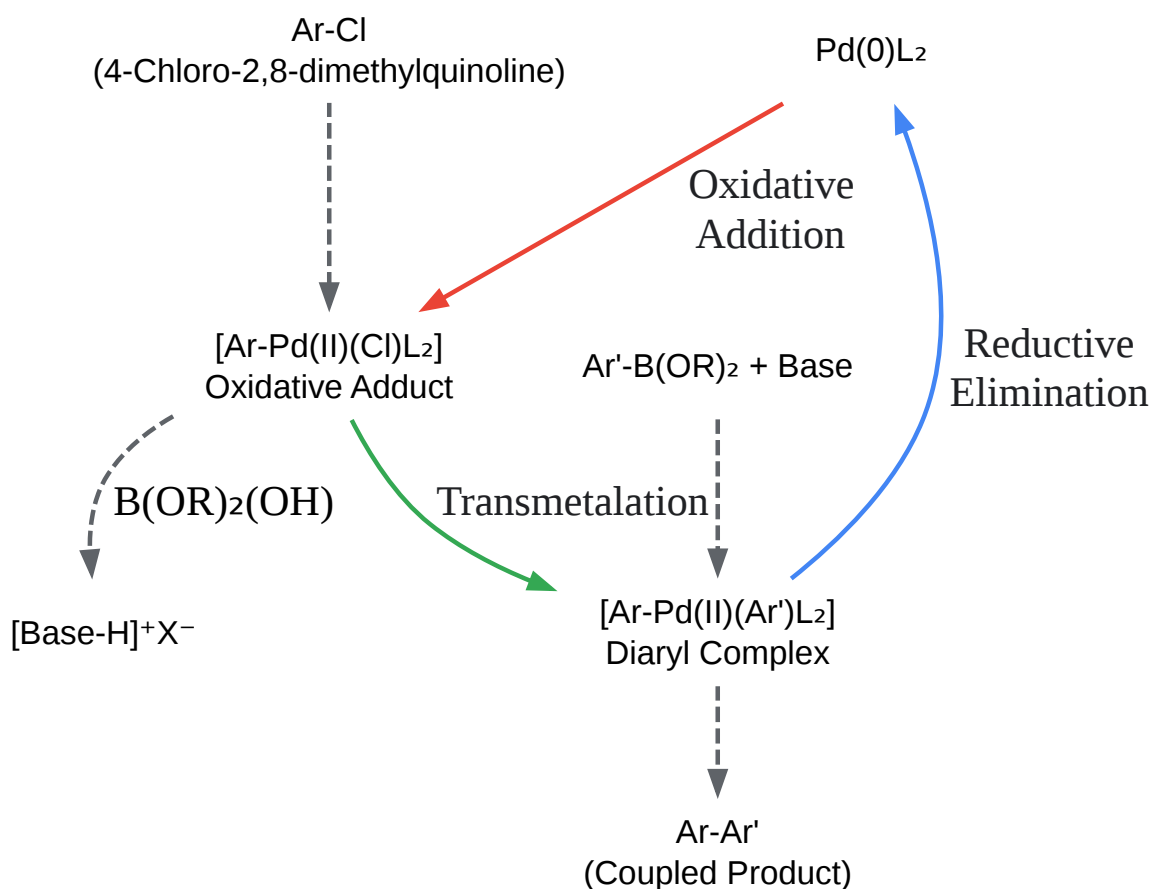 Ar-Cl
(4-Chloro-2,8-dimethylquinoline)
Pd(0)L₂
Oxidative
Addition
[Ar-Pd(II)(Cl)L₂]
Oxidative Adduct
Ar'-B(OR)₂ + Base
Reductive
Elimination
B(OR)₂(OH)
Transmetalation
[Base-H]⁺X⁻
[Ar-Pd(II)(Ar')L₂]
Diaryl Complex
Ar-Ar'
(Coupled Product)